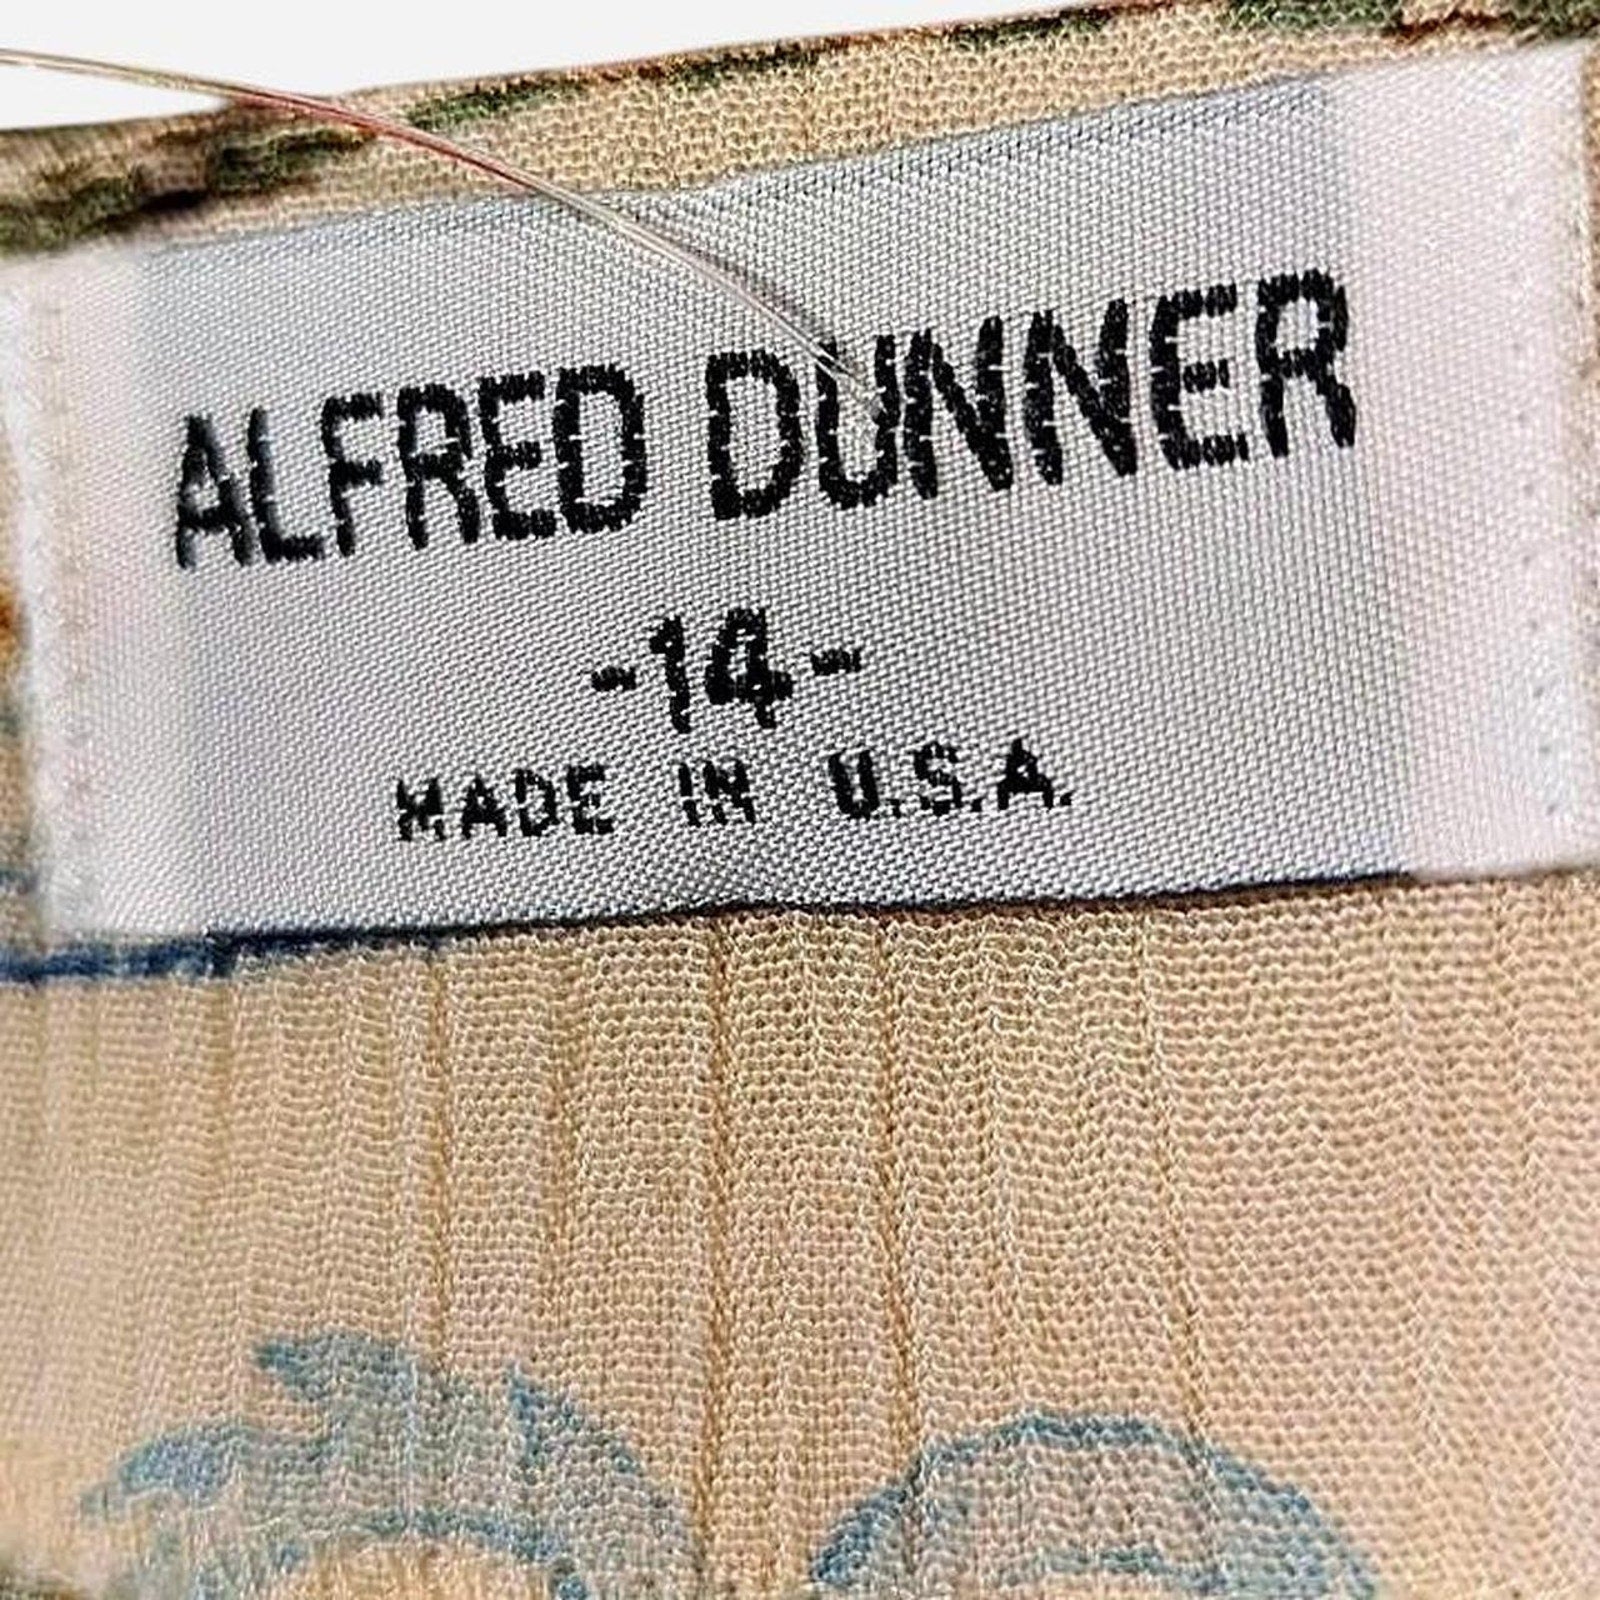 ALFRED DUNNER
-14-
MADE IN U.S.A.